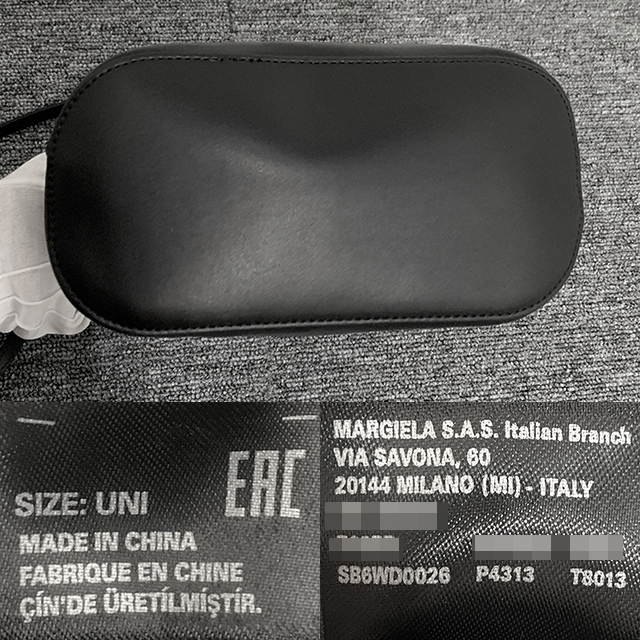 SIZE: UNI
EAC
MADE IN CHINA
FABRIQUE EN CHINE
ÇİN'DE ÜRETİLMİŞTİR.
MARGIELA S.A.S. Italian Branch
VIA SAVONA, 60
20144 MILANO (MI) - ITALY
SB6WD0026 P4313 T8013